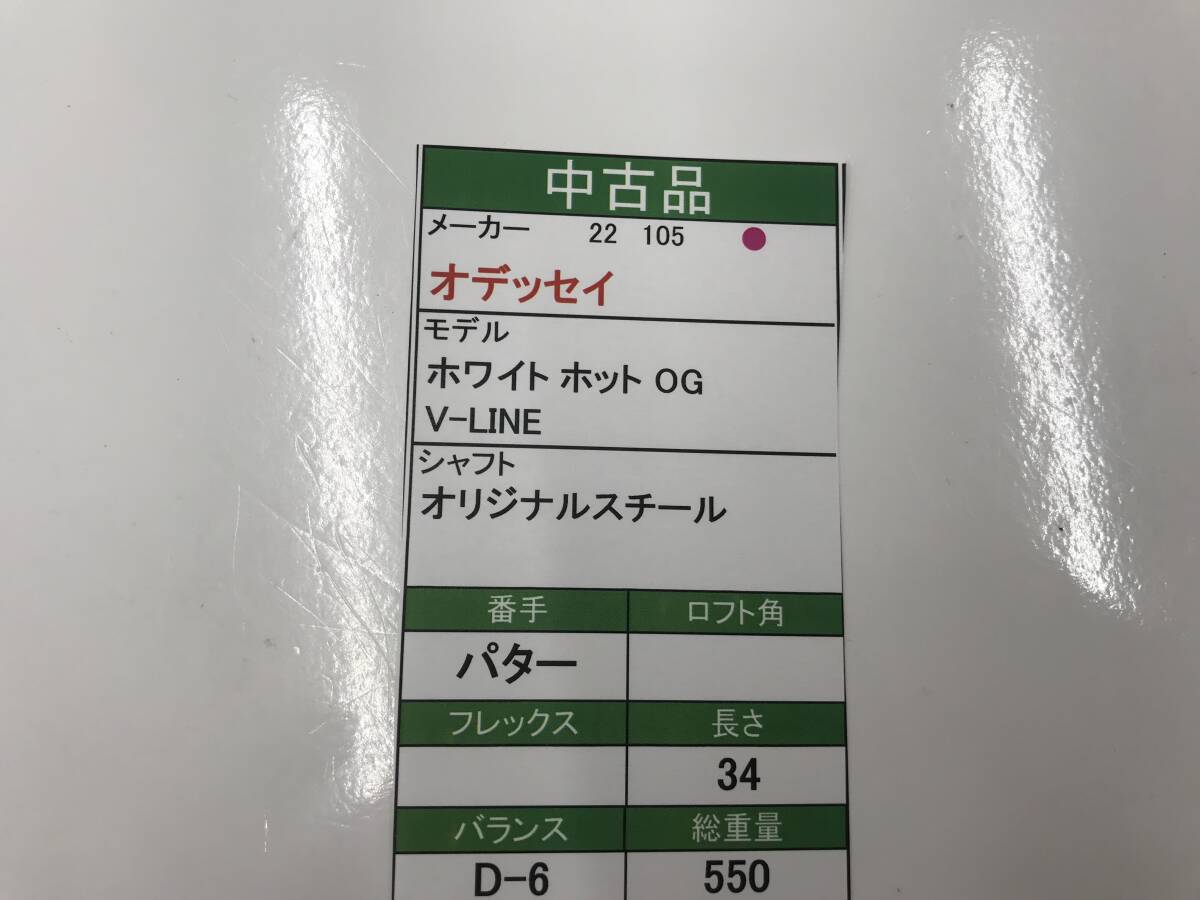 中古品
メーカー 22 105
オデッセイ
モデル
ホワイト ホット OG
V-LINE
シャフト
オリジナルスチール
番手 ロフト角
パター
フレックス 長さ
34
バランス 総重量
D-6 550